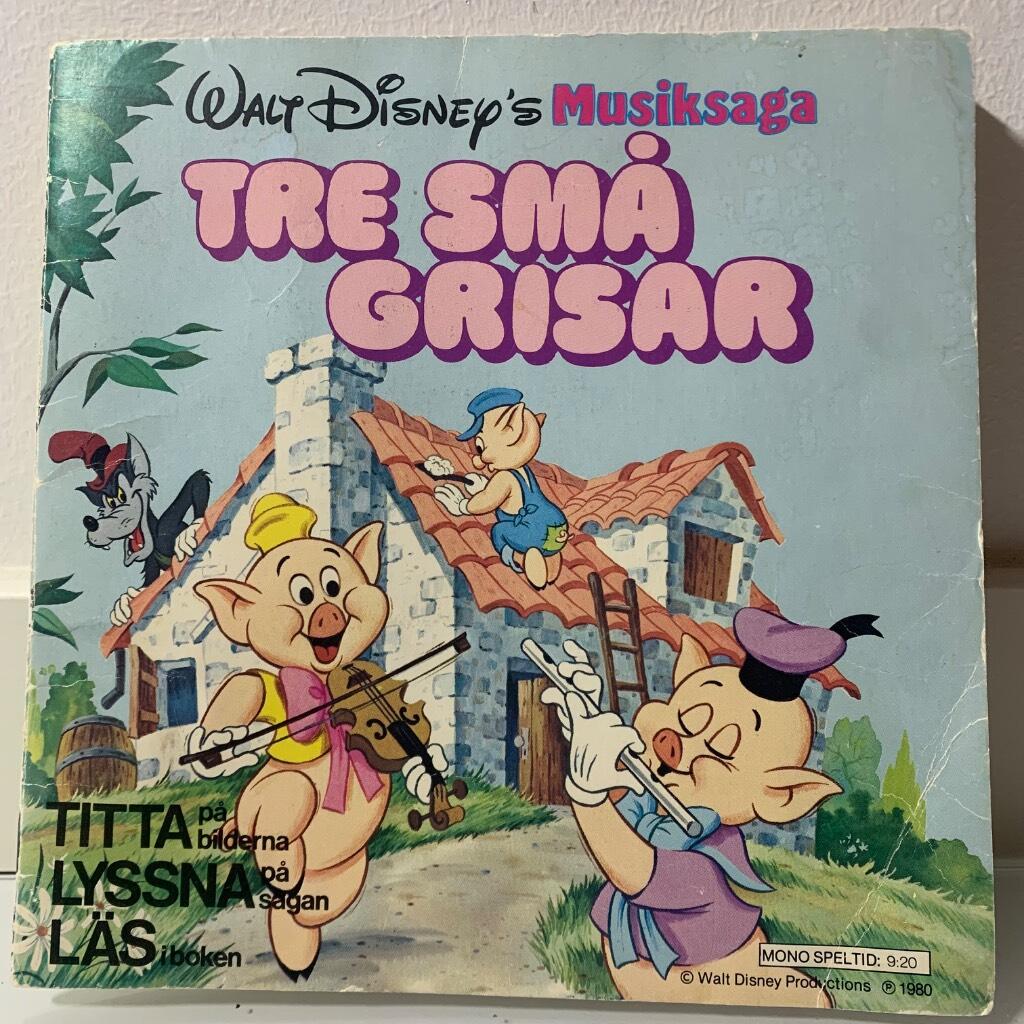 WALT DISNEY'S Musiksaga
TRE SMÅ
GRISAR
TITTA på bilderna
LYSSNA på sagan
LÄS i boken
MONO SPELTID: 9:20
© Walt Disney Productions ℗ 1980